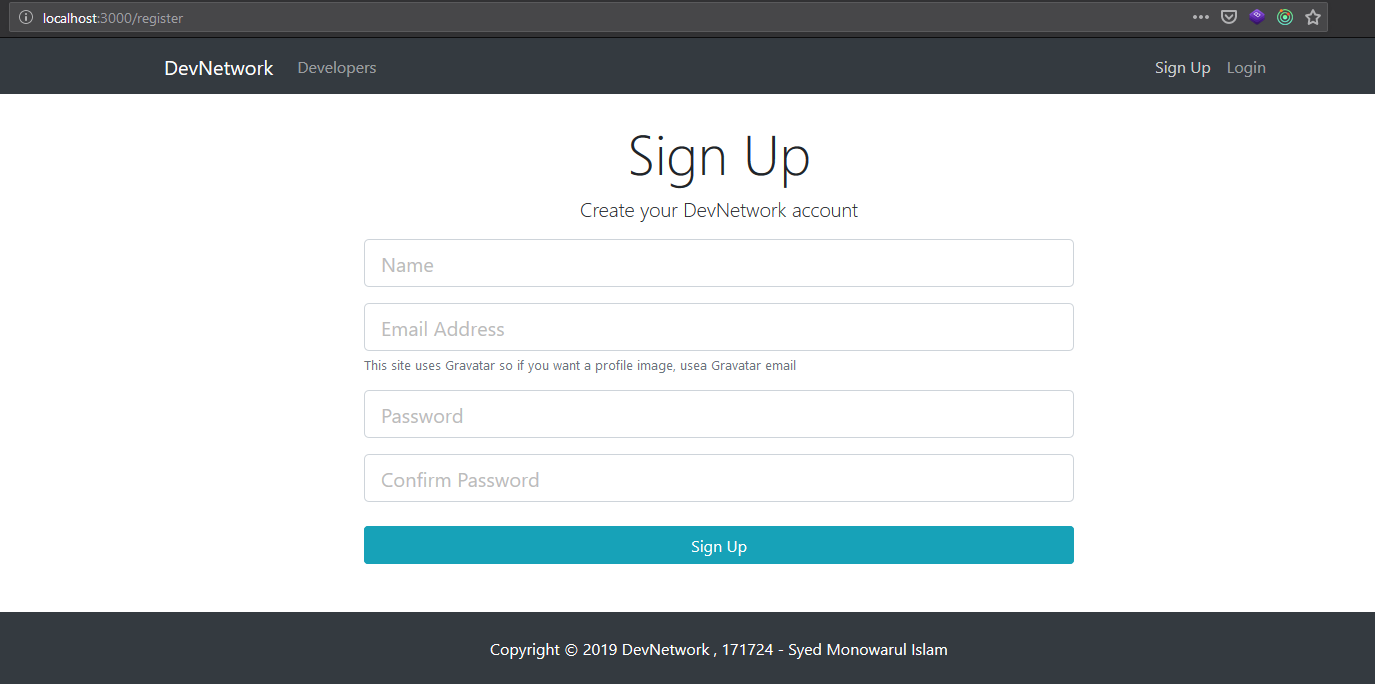 localhost:3000/register
DevNetwork Developers Sign Up Login
Sign Up
Create your DevNetwork account
Name
Email Address
This site uses Gravatar so if you want a profile image, usea Gravatar email
Password
Confirm Password
Sign Up
Copyright © 2019 DevNetwork , 171724 - Syed Monowarul Islam